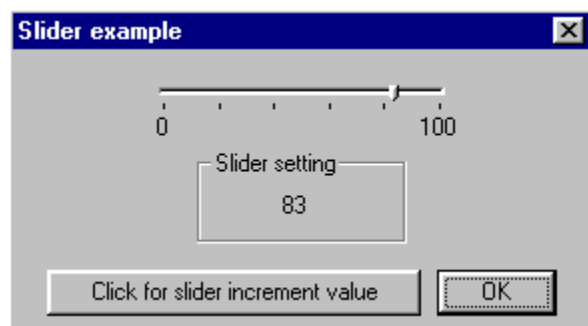 Slider example
0 100
Slider setting
83
Click for slider increment value OK